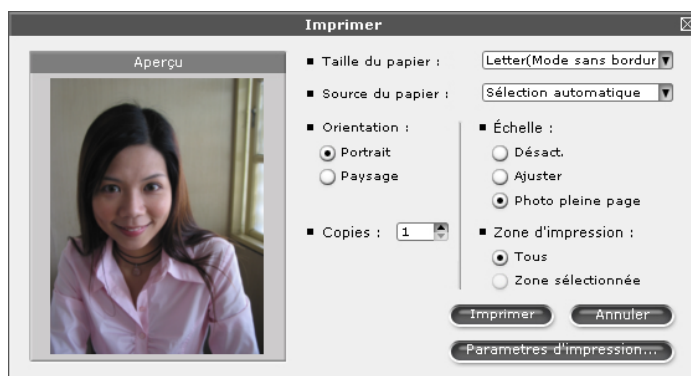 Imprimer
Aperçu
Taille du papier :
Letter(Mode sans bordur
Source du papier :
Sélection automatique
Orientation :
Portrait
Paysage
Échelle :
Désact.
Ajuster
Photo pleine page
Copies :
1
Zone d'impression :
Tous
Zone sélectionnée
Imprimer
Annuler
Parametres d'impression...